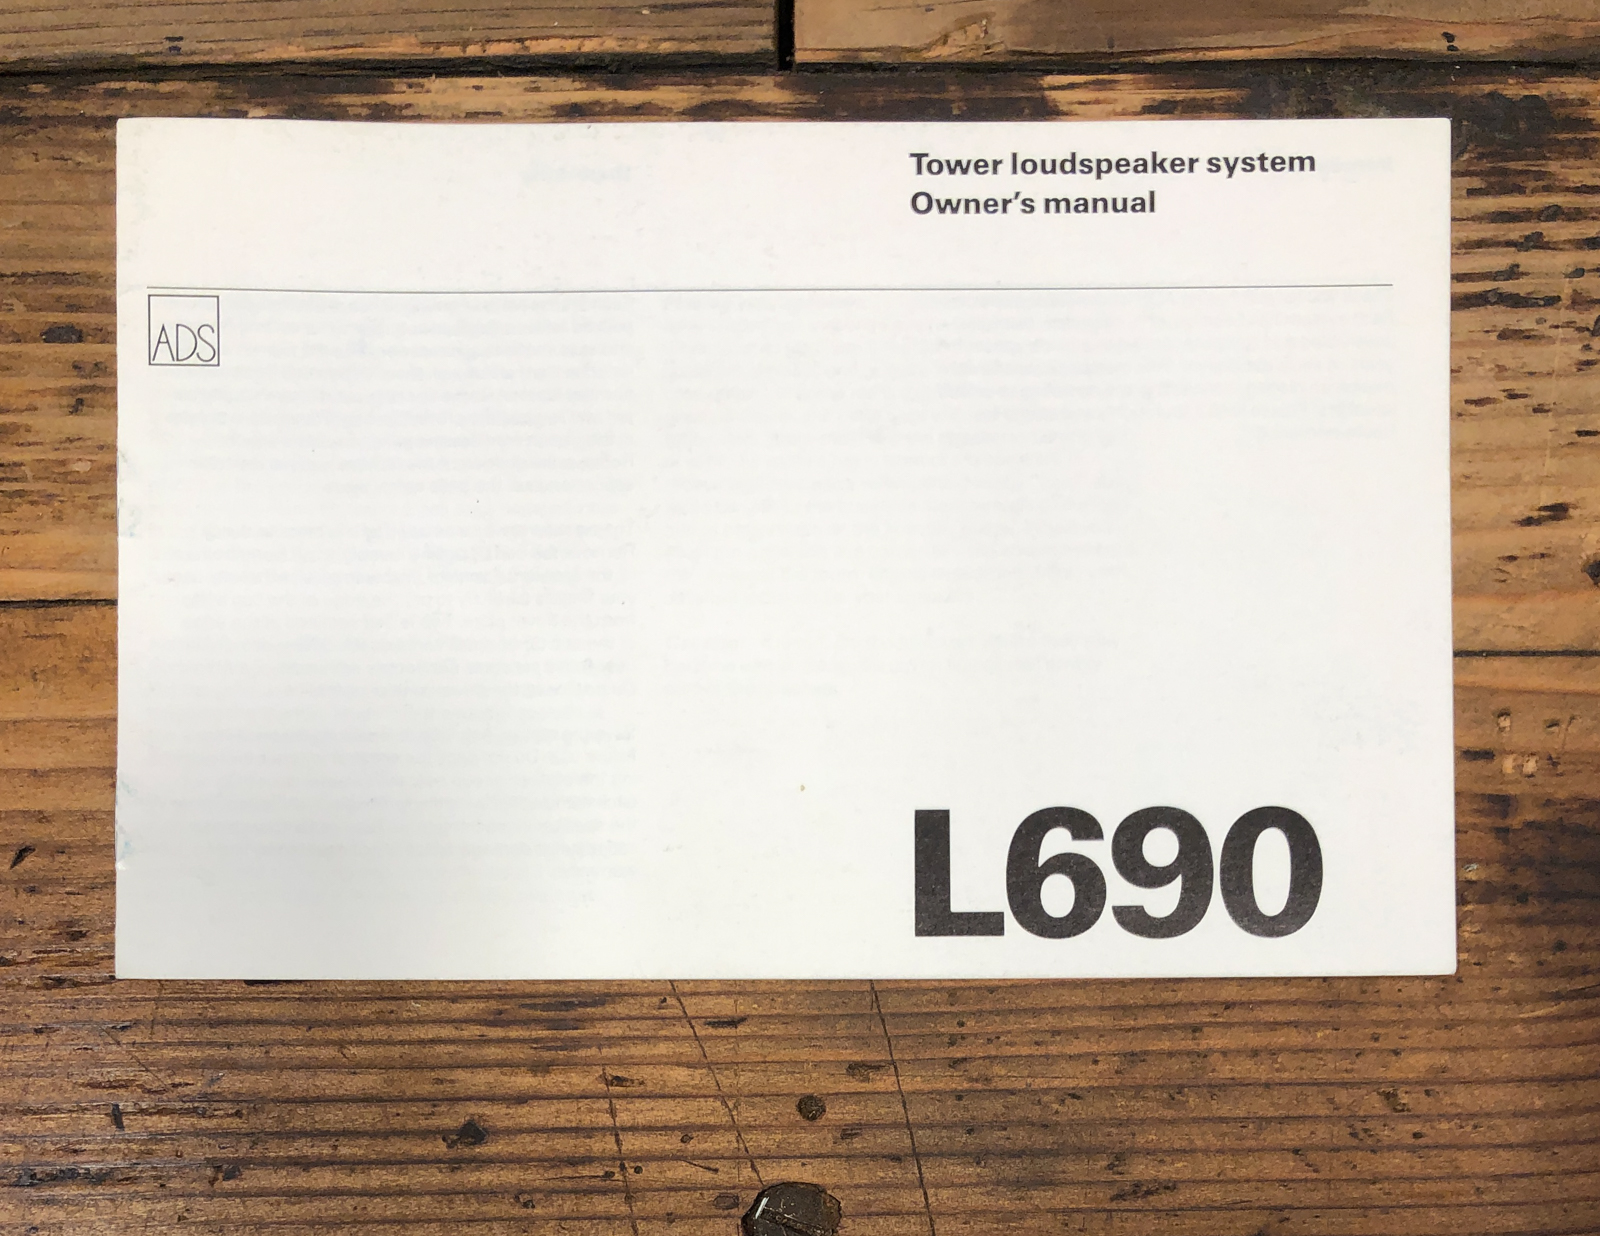 Tower loudspeaker system
Owner's manual
ADS
L690